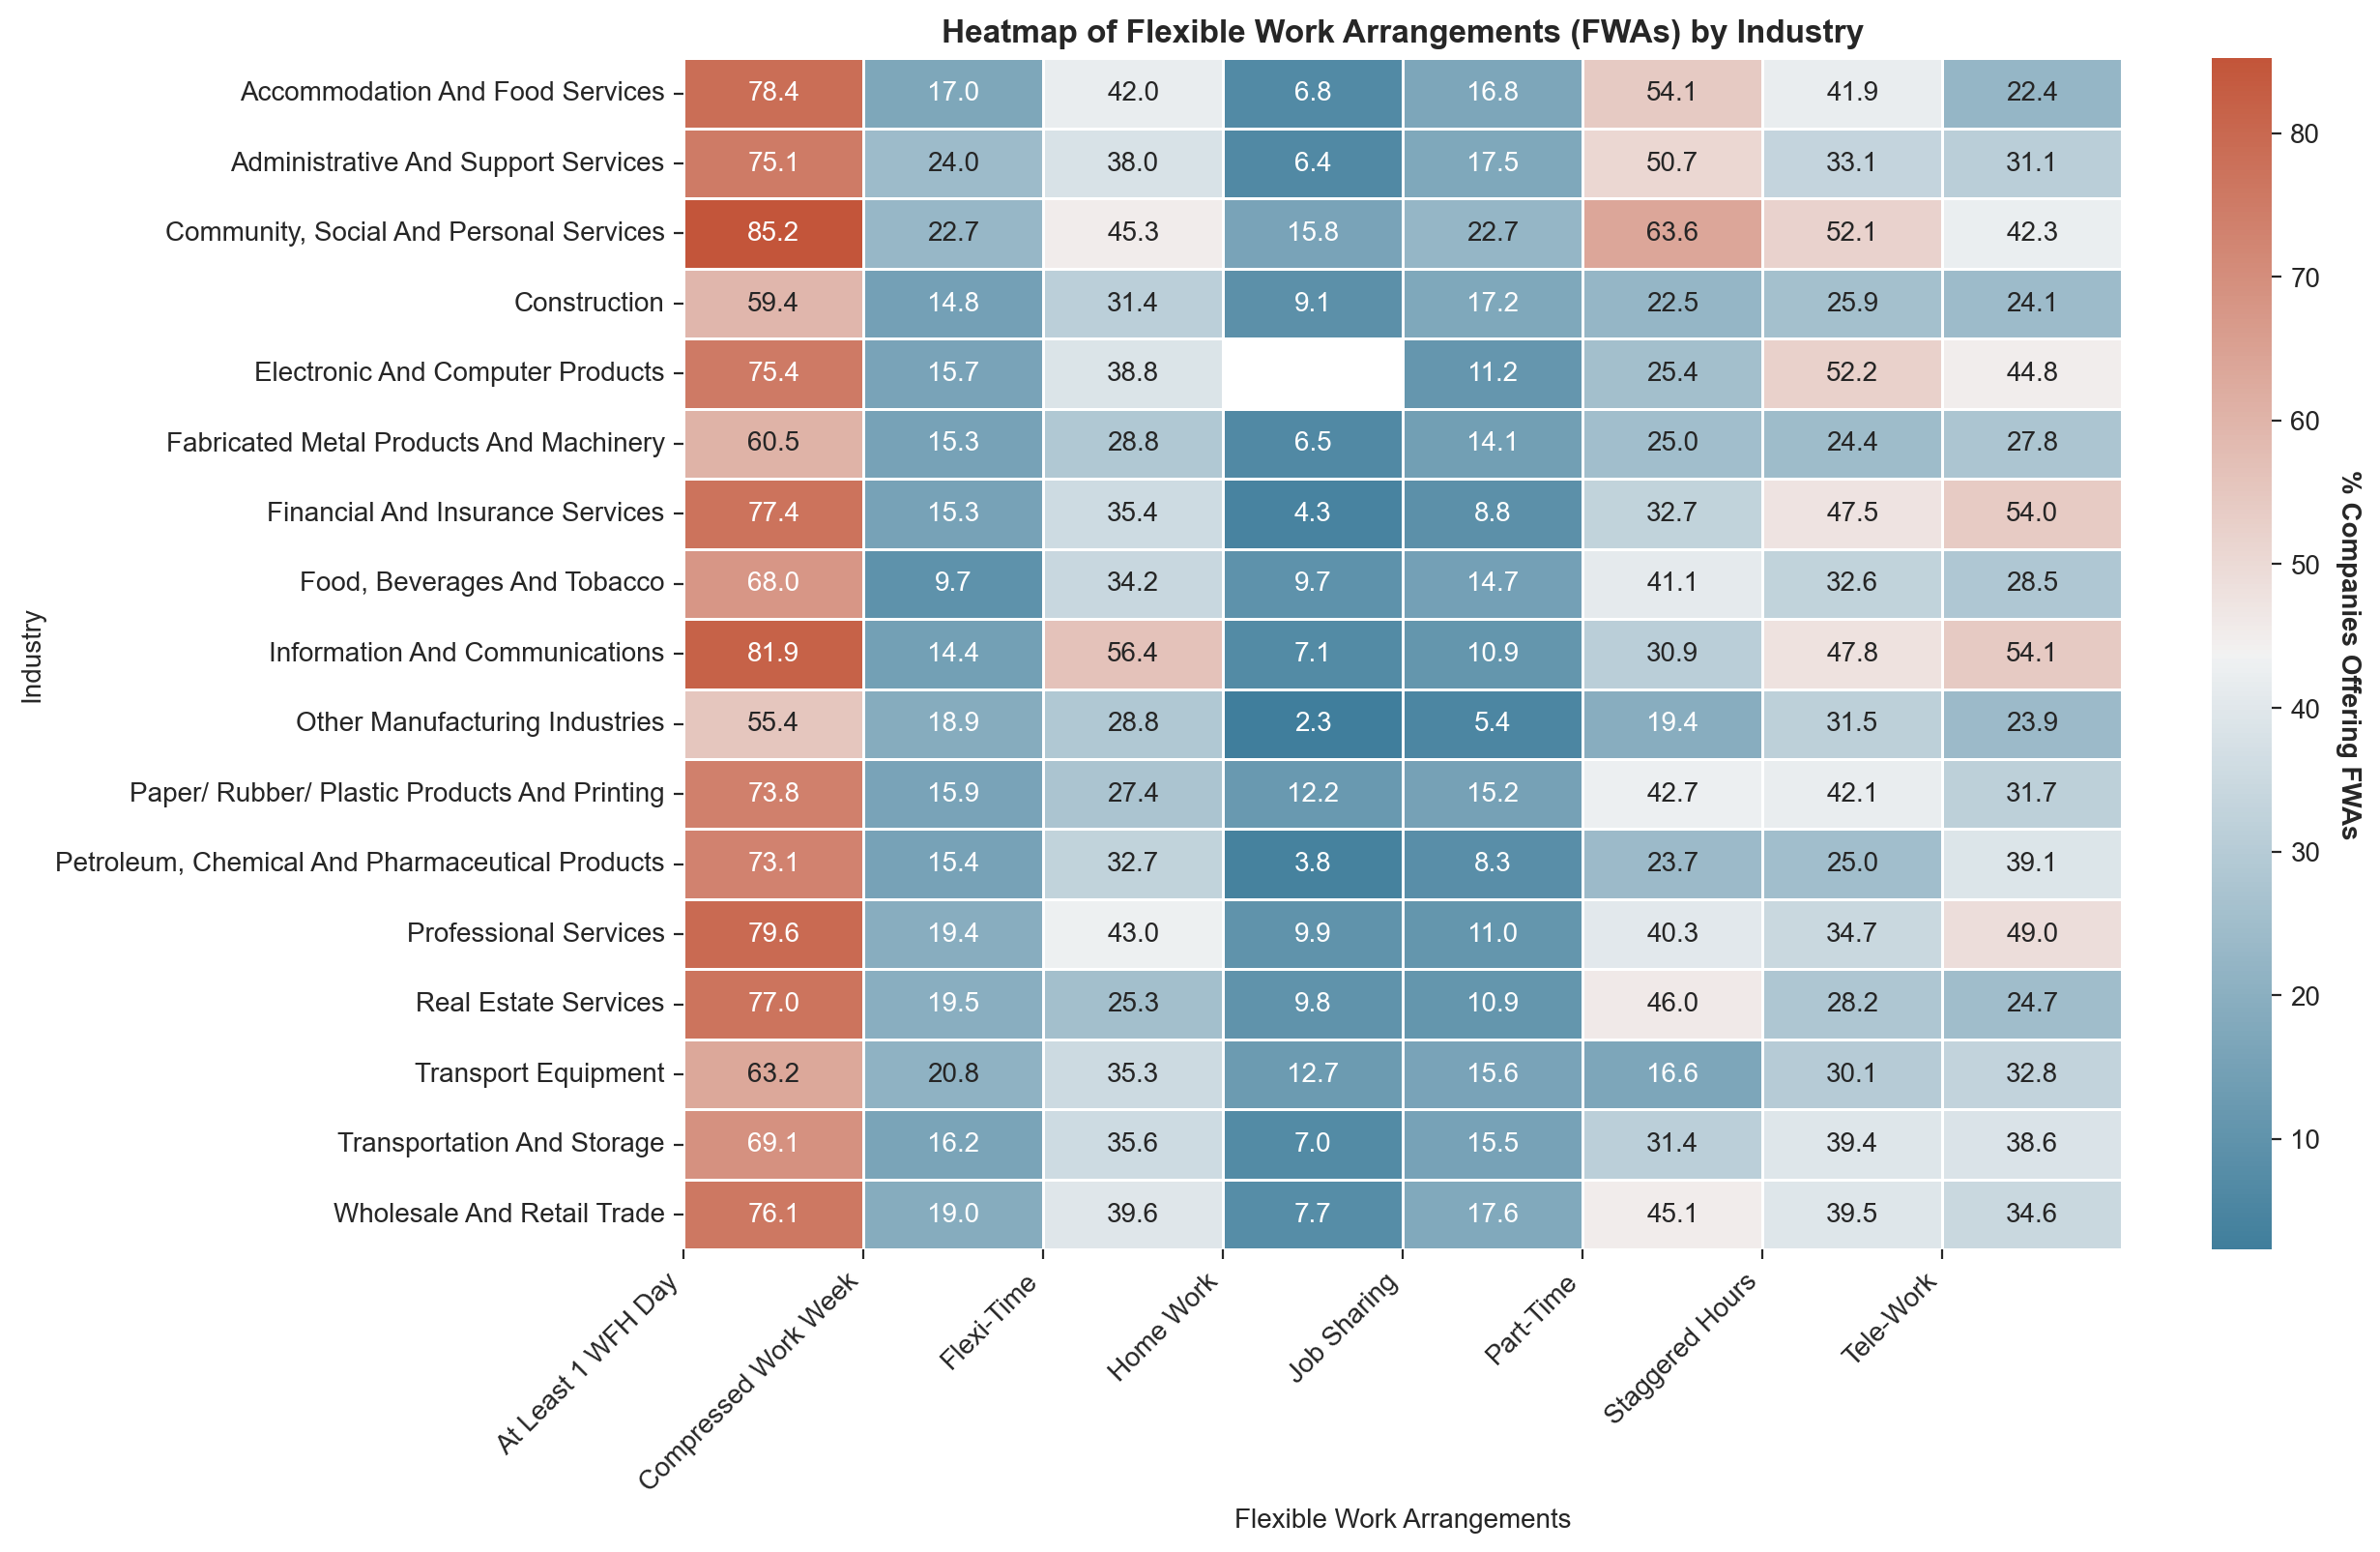 Heatmap of Flexible Work Arrangements (FWAs) by Industry
Accommodation And Food Services 78.4 17.0 42.0 6.8 16.8 54.1 41.9 22.4
Administrative And Support Services 75.1 24.0 38.0 6.4 17.5 50.7 33.1 31.1
Community, Social And Personal Services 85.2 22.7 45.3 15.8 22.7 63.6 52.1 42.3
Construction 59.4 14.8 31.4 9.1 17.2 22.5 25.9 24.1
Electronic And Computer Products 75.4 15.7 38.8 11.2 25.4 52.2 44.8
Fabricated Metal Products And Machinery 60.5 15.3 28.8 6.5 14.1 25.0 24.4 27.8
Financial And Insurance Services 77.4 15.3 35.4 4.3 8.8 32.7 47.5 54.0
Food, Beverages And Tobacco 68.0 9.7 34.2 9.7 14.7 41.1 32.6 28.5
Information And Communications 81.9 14.4 56.4 7.1 10.9 30.9 47.8 54.1
Other Manufacturing Industries 55.4 18.9 28.8 2.3 5.4 19.4 31.5 23.9
Paper/ Rubber/ Plastic Products And Printing 73.8 15.9 27.4 12.2 15.2 42.7 42.1 31.7
Petroleum, Chemical And Pharmaceutical Products 73.1 15.4 32.7 3.8 8.3 23.7 25.0 39.1
Professional Services 79.6 19.4 43.0 9.9 11.0 40.3 34.7 49.0
Real Estate Services 77.0 19.5 25.3 9.8 10.9 46.0 28.2 24.7
Transport Equipment 63.2 20.8 35.3 12.7 15.6 16.6 30.1 32.8
Transportation And Storage 69.1 16.2 35.6 7.0 15.5 31.4 39.4 38.6
Wholesale And Retail Trade 76.1 19.0 39.6 7.7 17.6 45.1 39.5 34.6
Industry
At Least 1 WFH Day
Compressed Work Week
Flexi-Time
Home Work
Job Sharing
Part-Time
Staggered Hours
Tele-Work
Flexible Work Arrangements
80
70
60
50
40
30
20
10
% Companies Offering FWAs